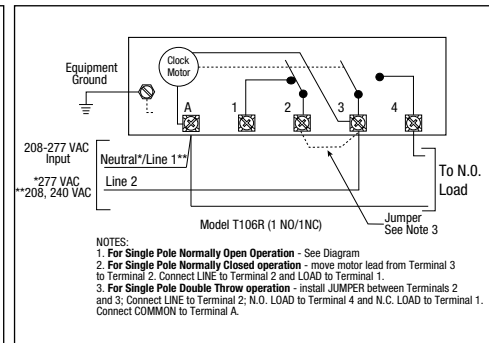 Equipment
Ground
Clock
Motor
A
1
2
3
4
208-277 VAC
Input
Neutral*/Line 1**
*277 VAC
**208, 240 VAC
Line 2
To N.O.
Load
Model T106R (1 NO/1NC)
Jumper
See Note 3
NOTES:
1. For Single Pole Normally Open Operation - See Diagram
2. For Single Pole Normally Closed operation - move motor lead from Terminal 3
to Terminal 2. Connect LINE to Terminal 2 and LOAD to Terminal 1.
3. For Single Pole Double Throw operation - install JUMPER between Terminals 2
and 3; Connect LINE to Terminal 2; N.O. LOAD to Terminal 4 and N.C. LOAD to Terminal 1.
Connect COMMON to Terminal A.